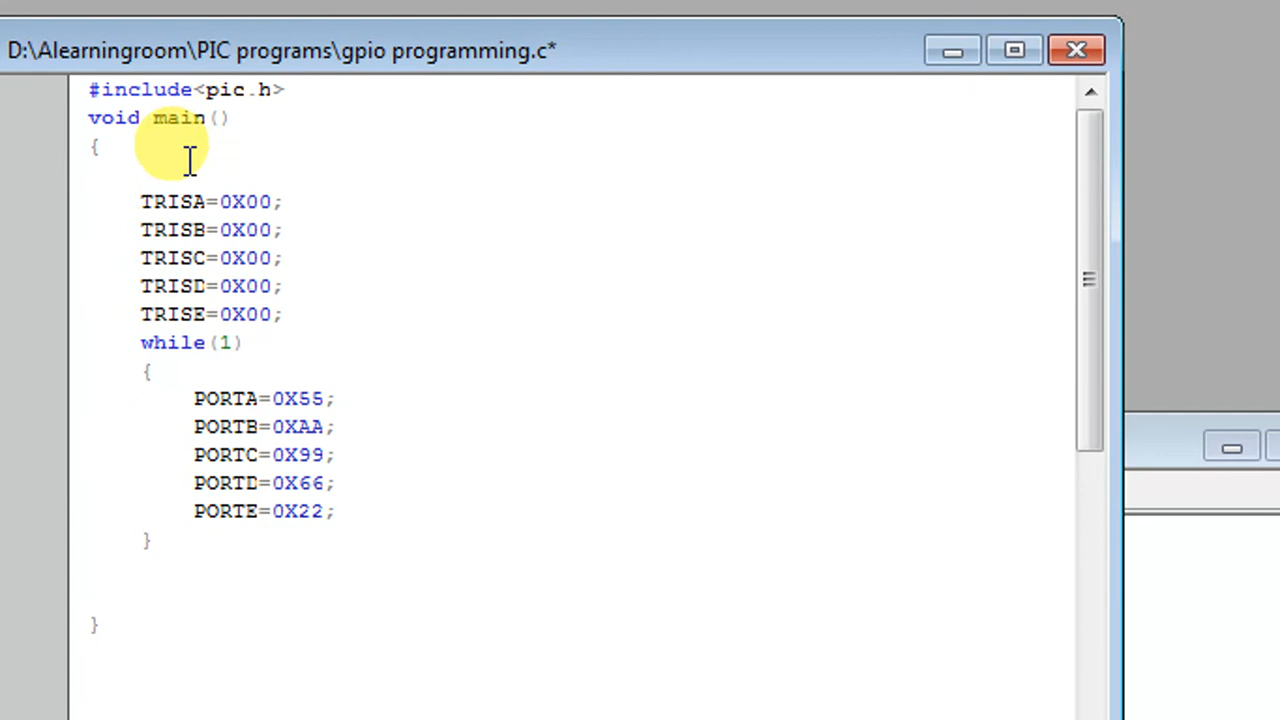 D:\Alearningroom\PIC programs\gpio programming.c*
#include<pic.h>
void main()
{
TRISA=0X00;
TRISB=0X00;
TRISC=0X00;
TRISD=0X00;
TRISE=0X00;
while(1)
{
PORTA=0X55;
PORTB=0XAA;
PORTC=0X99;
PORTD=0X66;
PORTE=0X22;
}
}